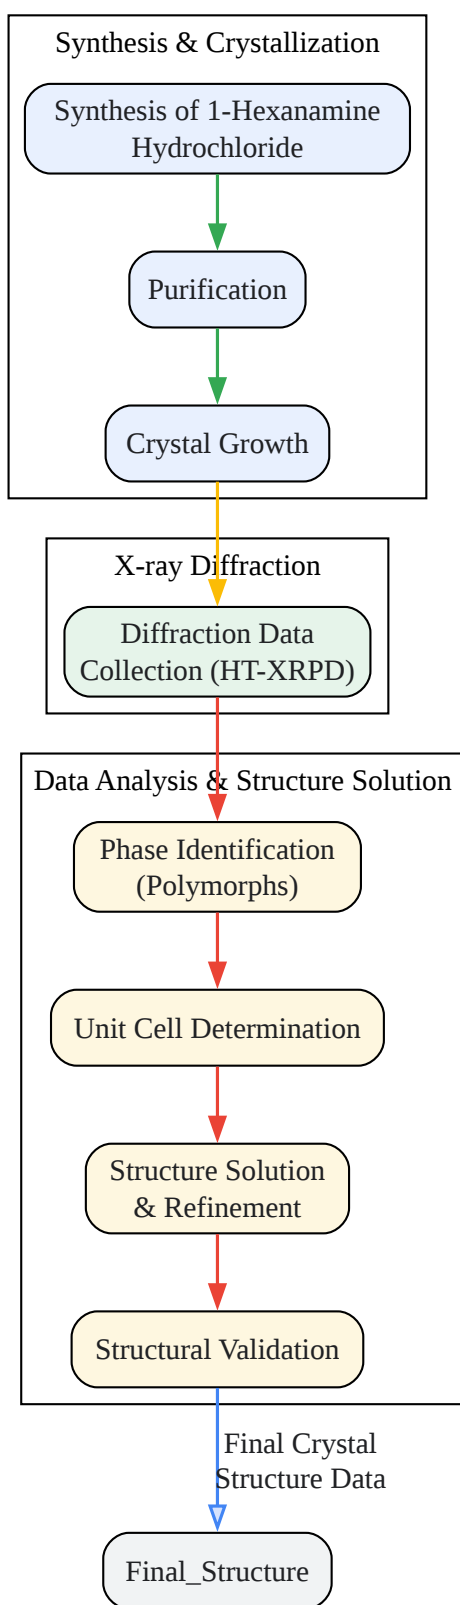 Synthesis & Crystallization
Synthesis of 1-Hexanamine
Hydrochloride
Purification
Crystal Growth
X-ray Diffraction
Diffraction Data
Collection (HT-XRPD)
Data Analysis & Structure Solution
Phase Identification
(Polymorphs)
Unit Cell Determination
Structure Solution
& Refinement
Structural Validation
Final Crystal
Structure Data
Final_Structure